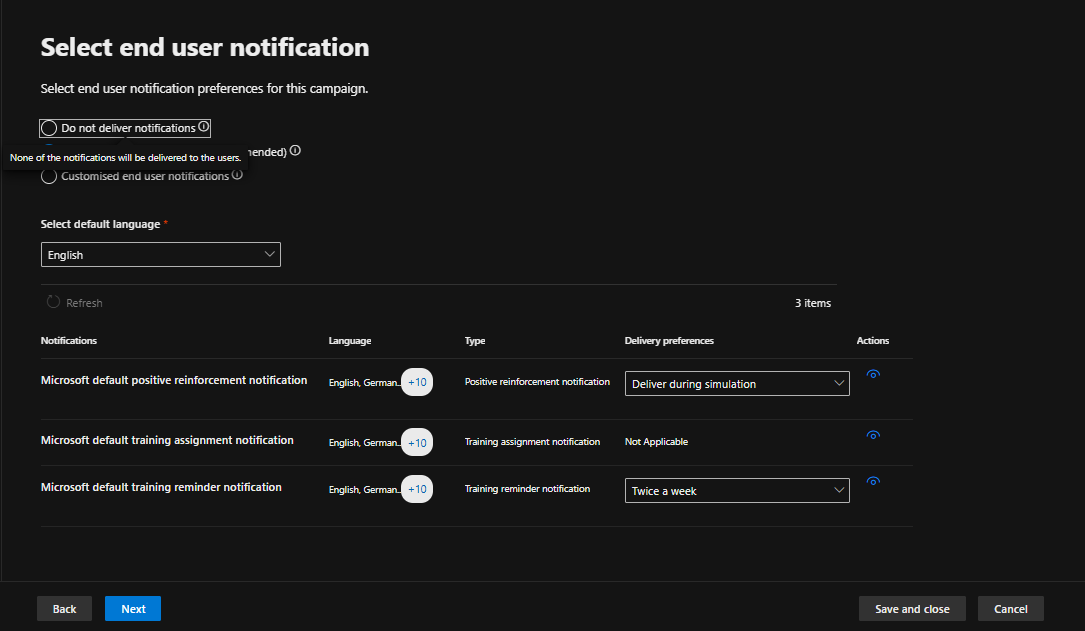 Select end user notification
Select end user notification preferences for this campaign.
Do not deliver notifications
None of the notifications will be delivered to the users.
mended)
Customised end user notifications
Select default language *
English
Refresh
3 items
Notifications Language Type Delivery preferences Actions
Microsoft default positive reinforcement notification English, German.. +10 Positive reinforcement notification Deliver during simulation
Microsoft default training assignment notification English, German.. +10 Training assignment notification Not Applicable
Microsoft default training reminder notification English, German.. +10 Training reminder notification Twice a week
Back Next Save and close Cancel